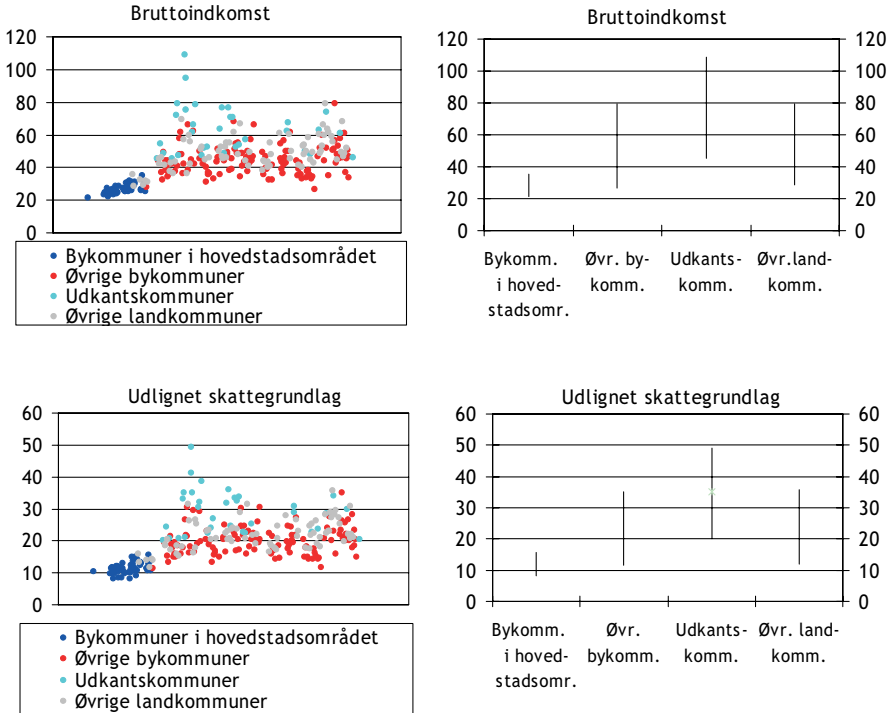 Bruttoindkomst
120
100
80
60
40
20
0
Bykommuner i hovedstadsområdet
Øvrige bykommuner
Udkantskommuner
Øvrige landkommuner
Bruttoindkomst
120 120
100 100
80 80
60 60
40 40
20 20
0 0
Bykomm. Øvr. by- Udkants- Øvr.land-
i hoved- komm. komm. komm.
stadsomr.
Udlignet skattegrundlag
60
50
40
30
20
10
0
Bykommuner i hovedstadsområdet
Øvrige bykommuner
Udkantskommuner
Øvrige landkommuner
Udlignet skattegrundlag
60 60
50 50
40 40
30 30
20 20
10 10
0 0
Bykomm. Øvr. Udkants- Øvr. land-
i hoved- bykomm. komm. komm.
stadsomr.